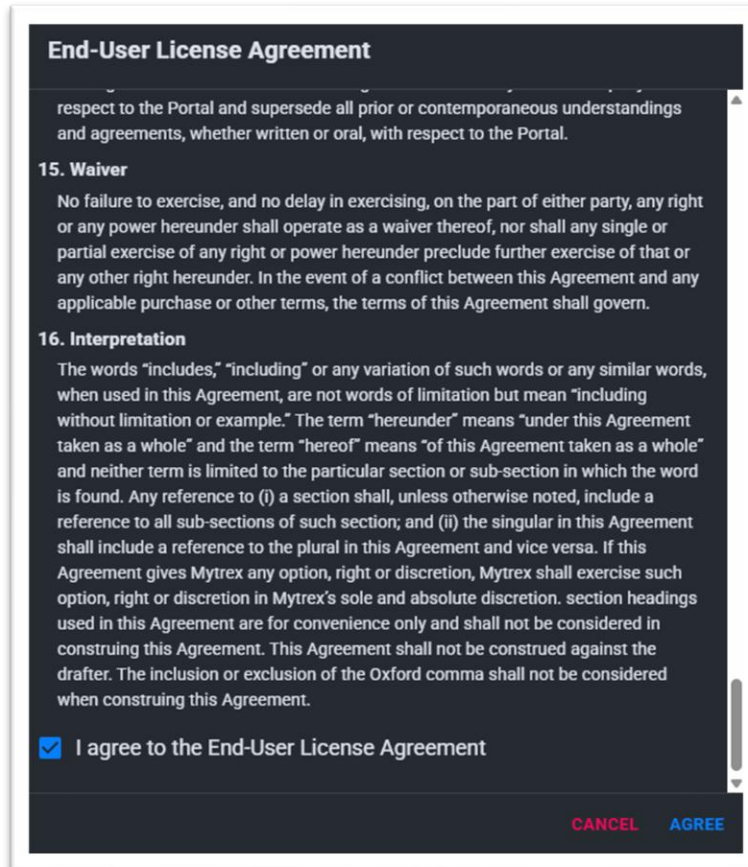 End-User License Agreement
respect to the Portal and supersede all prior or contemporaneous understandings
and agreements, whether written or oral, with respect to the Portal.
15. Waiver
No failure to exercise, and no delay in exercising, on the part of either party, any right
or any power hereunder shall operate as a waiver thereof, nor shall any single or
partial exercise of any right or power hereunder preclude further exercise of that or
any other right hereunder. In the event of a conflict between this Agreement and any
applicable purchase or other terms, the terms of this Agreement shall govern.
16. Interpretation
The words “includes,” “including” or any variation of such words or any similar words,
when used in this Agreement, are not words of limitation but mean “including
without limitation or example.” The term “hereunder” means “under this Agreement
taken as a whole” and the term “hereof” means “of this Agreement taken as a whole”
and neither term is limited to the particular section or sub-section in which the word
is found. Any reference to (i) a section shall, unless otherwise noted, include a
reference to all sub-sections of such section; and (ii) the singular in this Agreement
shall include a reference to the plural in this Agreement and vice versa. If this
Agreement gives Mytrex any option, right or discretion, Mytrex shall exercise such
option, right or discretion in Mytrex’s sole and absolute discretion. section headings
used in this Agreement are for convenience only and shall not be considered in
construing this Agreement. This Agreement shall not be construed against the
drafter. The inclusion or exclusion of the Oxford comma shall not be considered
when construing this Agreement.
I agree to the End-User License Agreement
CANCEL AGREE